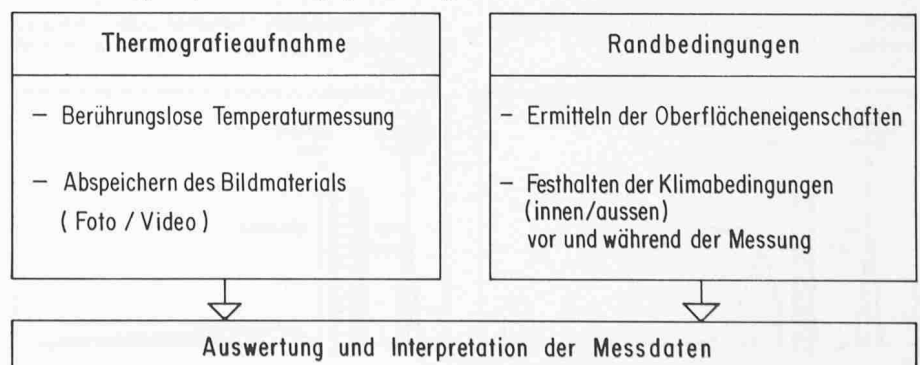 Thermografieaufnahme
– Berührungslose Temperaturmessung
– Abspeichern des Bildmaterials
( Foto / Video )
Randbedingungen
– Ermitteln der Oberflächeneigenschaften
– Festhalten der Klimabedingungen
(innen/aussen)
vor und während der Messung
Auswertung und Interpretation der Messdaten